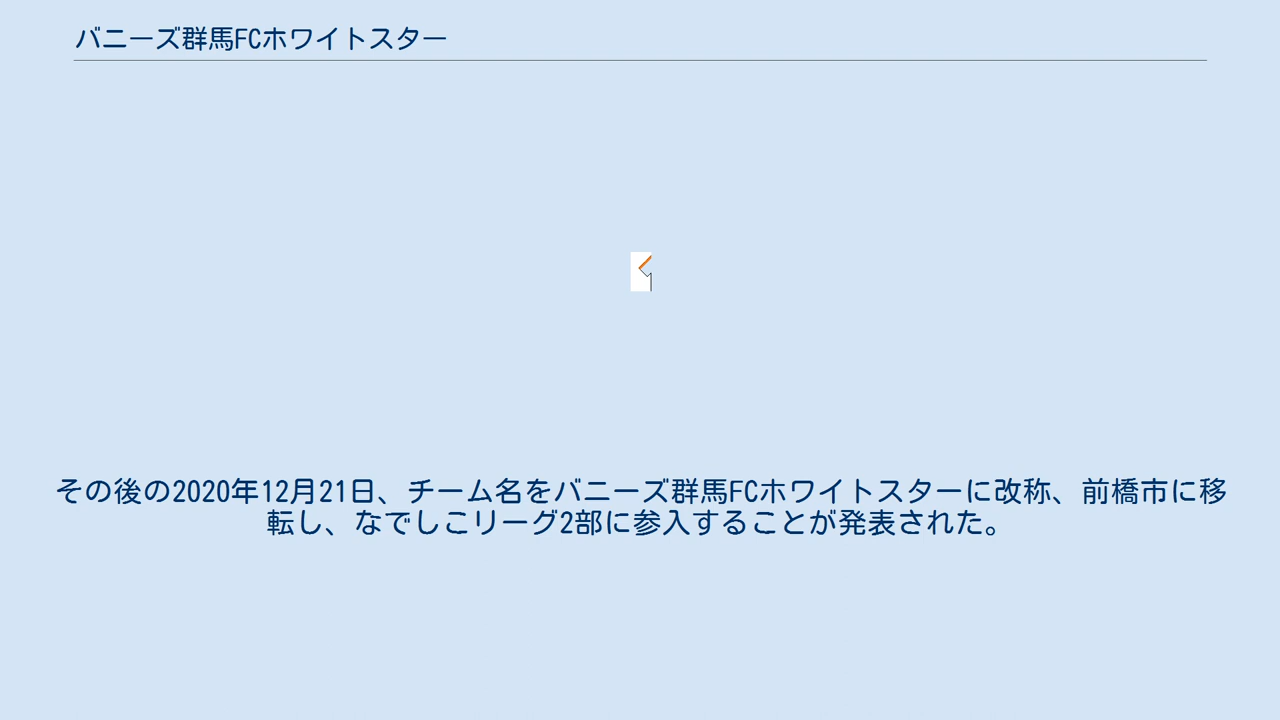 バニーズ群馬FCホワイトスター
その後の2020年12月21日、チーム名をバニーズ群馬FCホワイトスターに改称、前橋市に移
転し、なでしこリーグ2部に参入することが発表された。